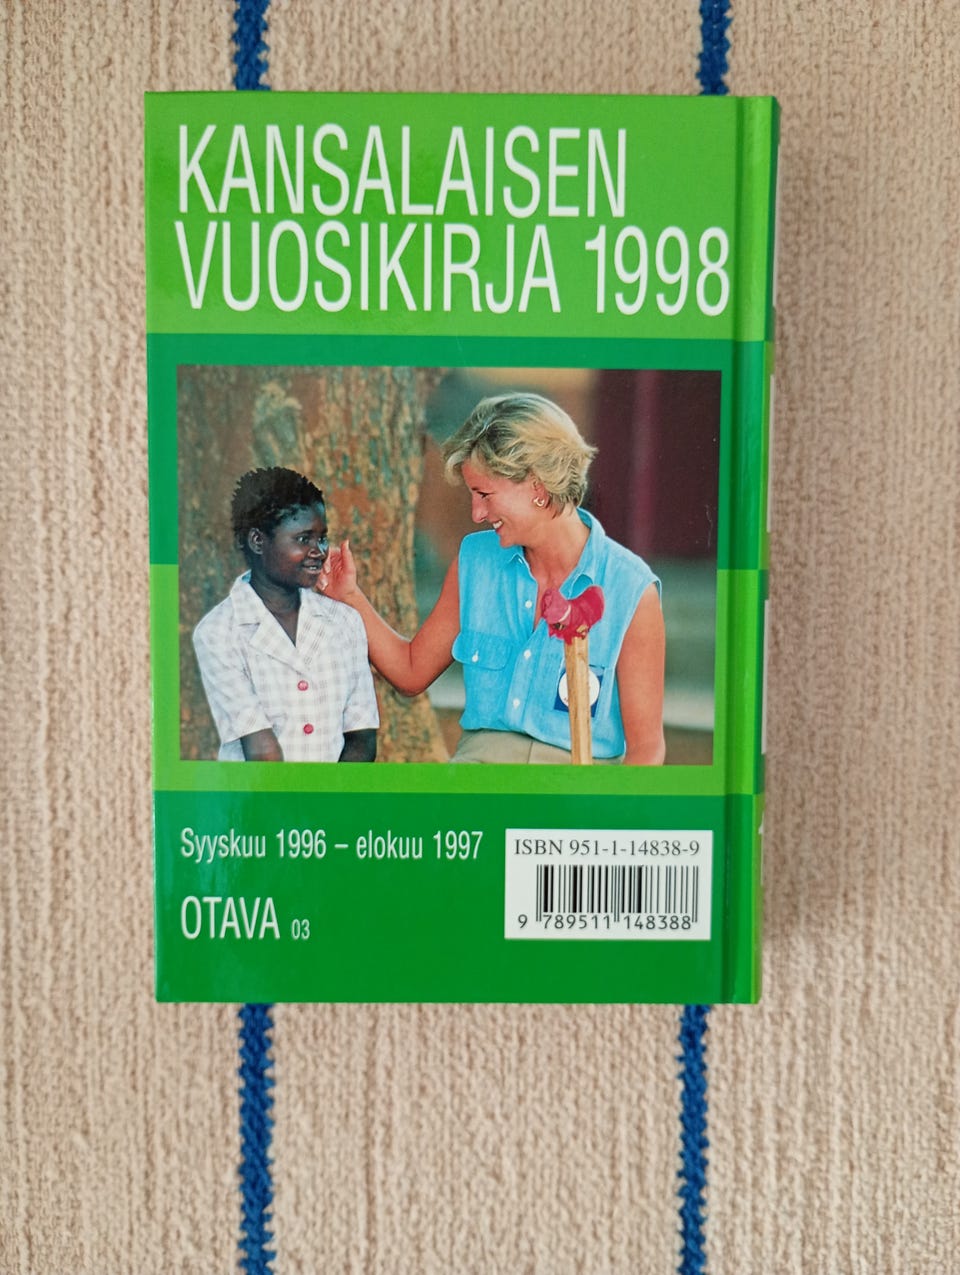 KANSALAISEN
VUOSIKIRJA 1998
Syyskuu 1996 – elokuu 1997
OTAVA 03
ISBN 951-1-14838-9
9 789511 148388